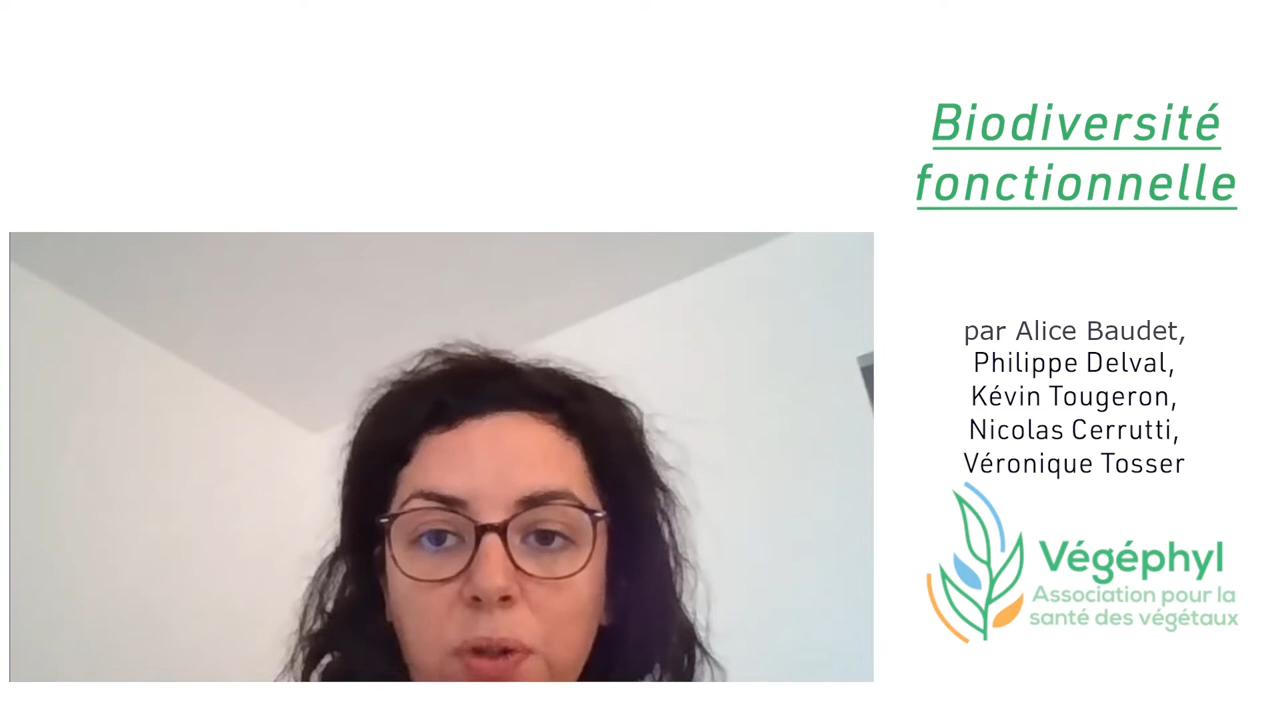 Biodiversité
fonctionnelle
par Alice Baudet,
Philippe Delval,
Kévin Tougeron,
Nicolas Cerrutti,
Véronique Tosser
Végéphyl
Association pour la
santé des végétaux